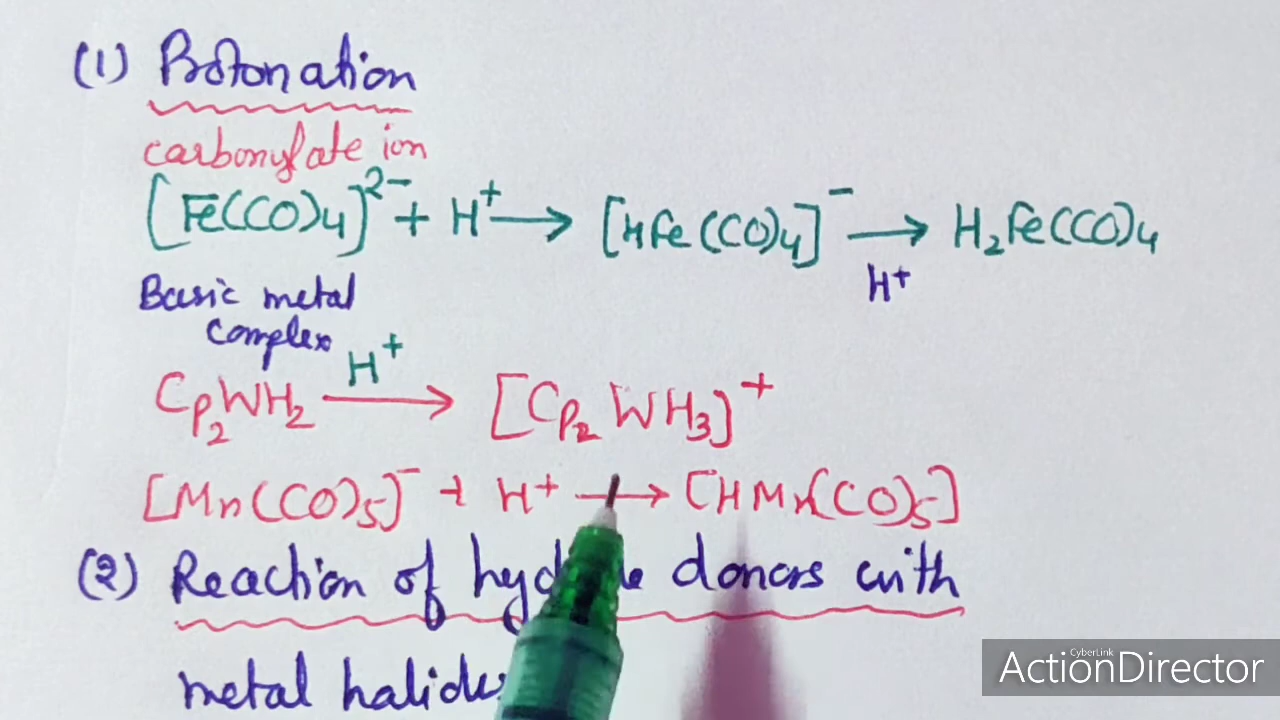 (1) Protonation
carbonylate ion
[Fe(CO)4]²⁻ + H⁺ → [HFe(CO)4]⁻ → H₂Fe(CO)4
H⁺
Basic metal
complex
H⁺
Cp₂WH₂ → [Cp₂WH₃]⁺
[Mn(CO)5]⁻ + H⁺ → [HMn(CO)5]
(2) Reaction of donors with
metal
CyberLink
ActionDirector